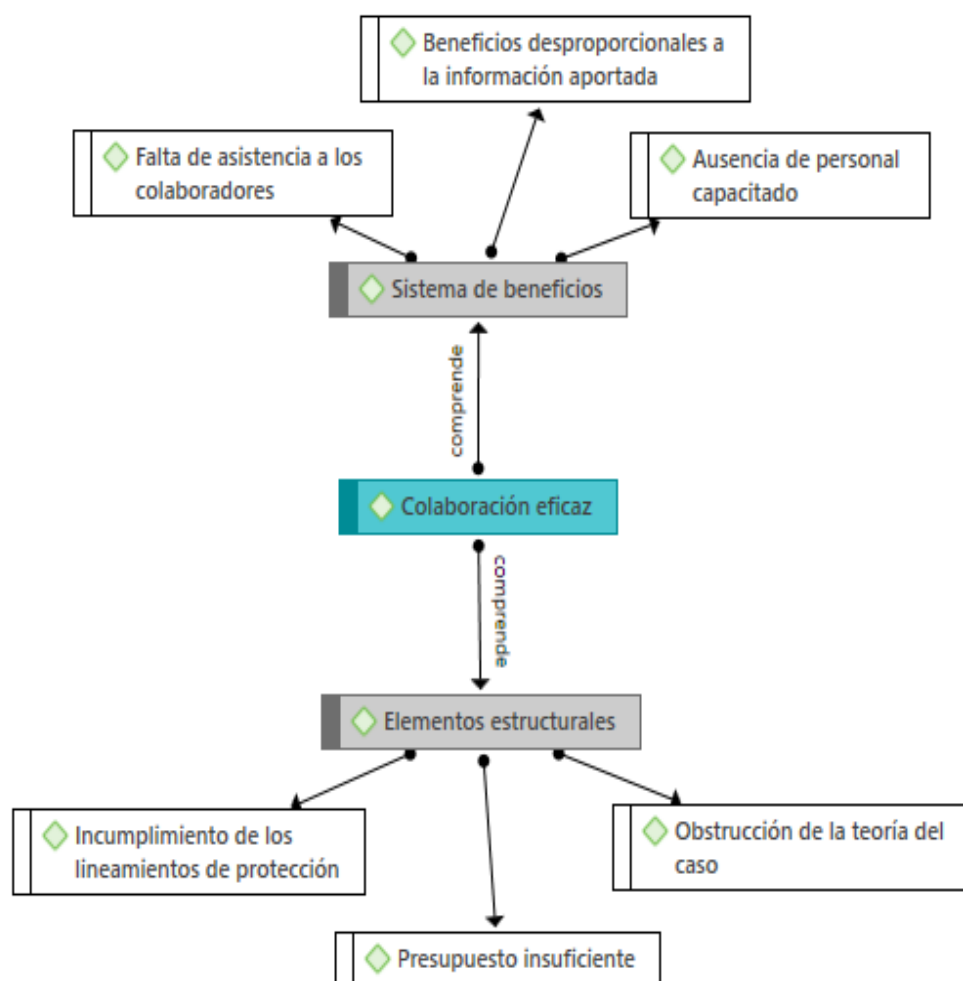 Beneficios desproporcionales a
la información aportada
Falta de asistencia a los
colaboradores
Ausencia de personal
capacitado
Sistema de beneficios
comprende
Colaboración eficaz
comprende
Elementos estructurales
Incumplimiento de los
lineamientos de protección
Obstrucción de la teoría del
caso
Presupuesto insuficiente